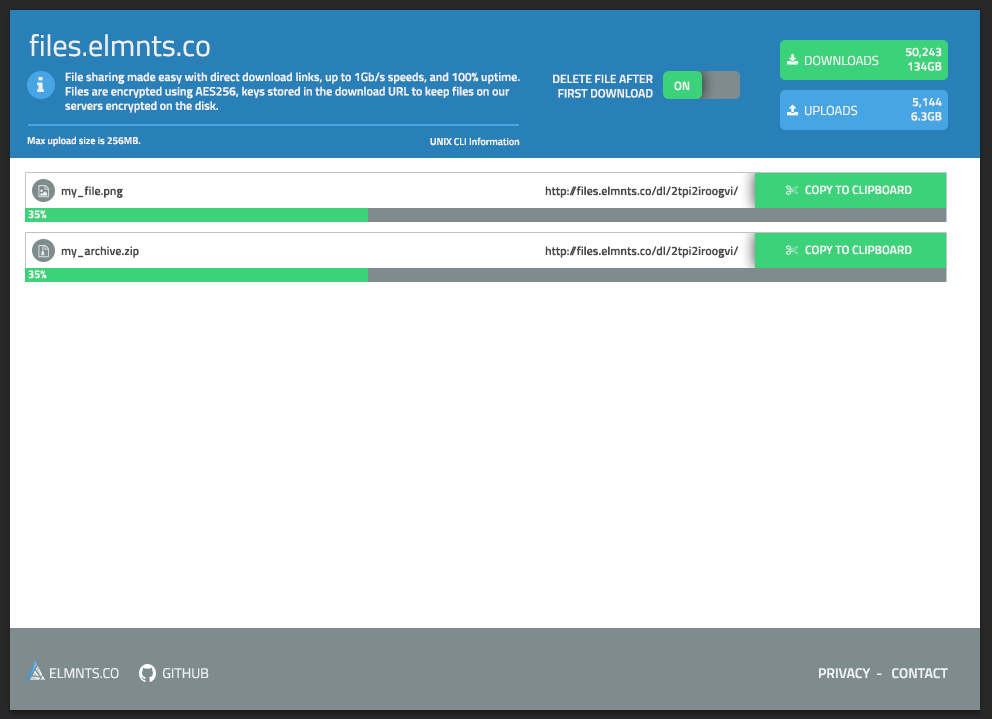 files.elmnts.co
File sharing made easy with direct download links, up to 1Gb/s speeds, and 100% uptime.
Files are encrypted using AES256, keys stored in the download URL to keep files on our
servers encrypted on the disk.
Max upload size is 256MB.
UNIX CLI Information
DELETE FILE AFTER
FIRST DOWNLOAD
ON
DOWNLOADS
50,243
134GB
UPLOADS
5,144
6.3GB
my_file.png
http://files.elmnts.co/dl/2tpi2iroogvi/
COPY TO CLIPBOARD
35%
my_archive.zip
http://files.elmnts.co/dl/2tpi2iroogvi/
COPY TO CLIPBOARD
35%
ELMNTS.CO
GITHUB
PRIVACY - CONTACT